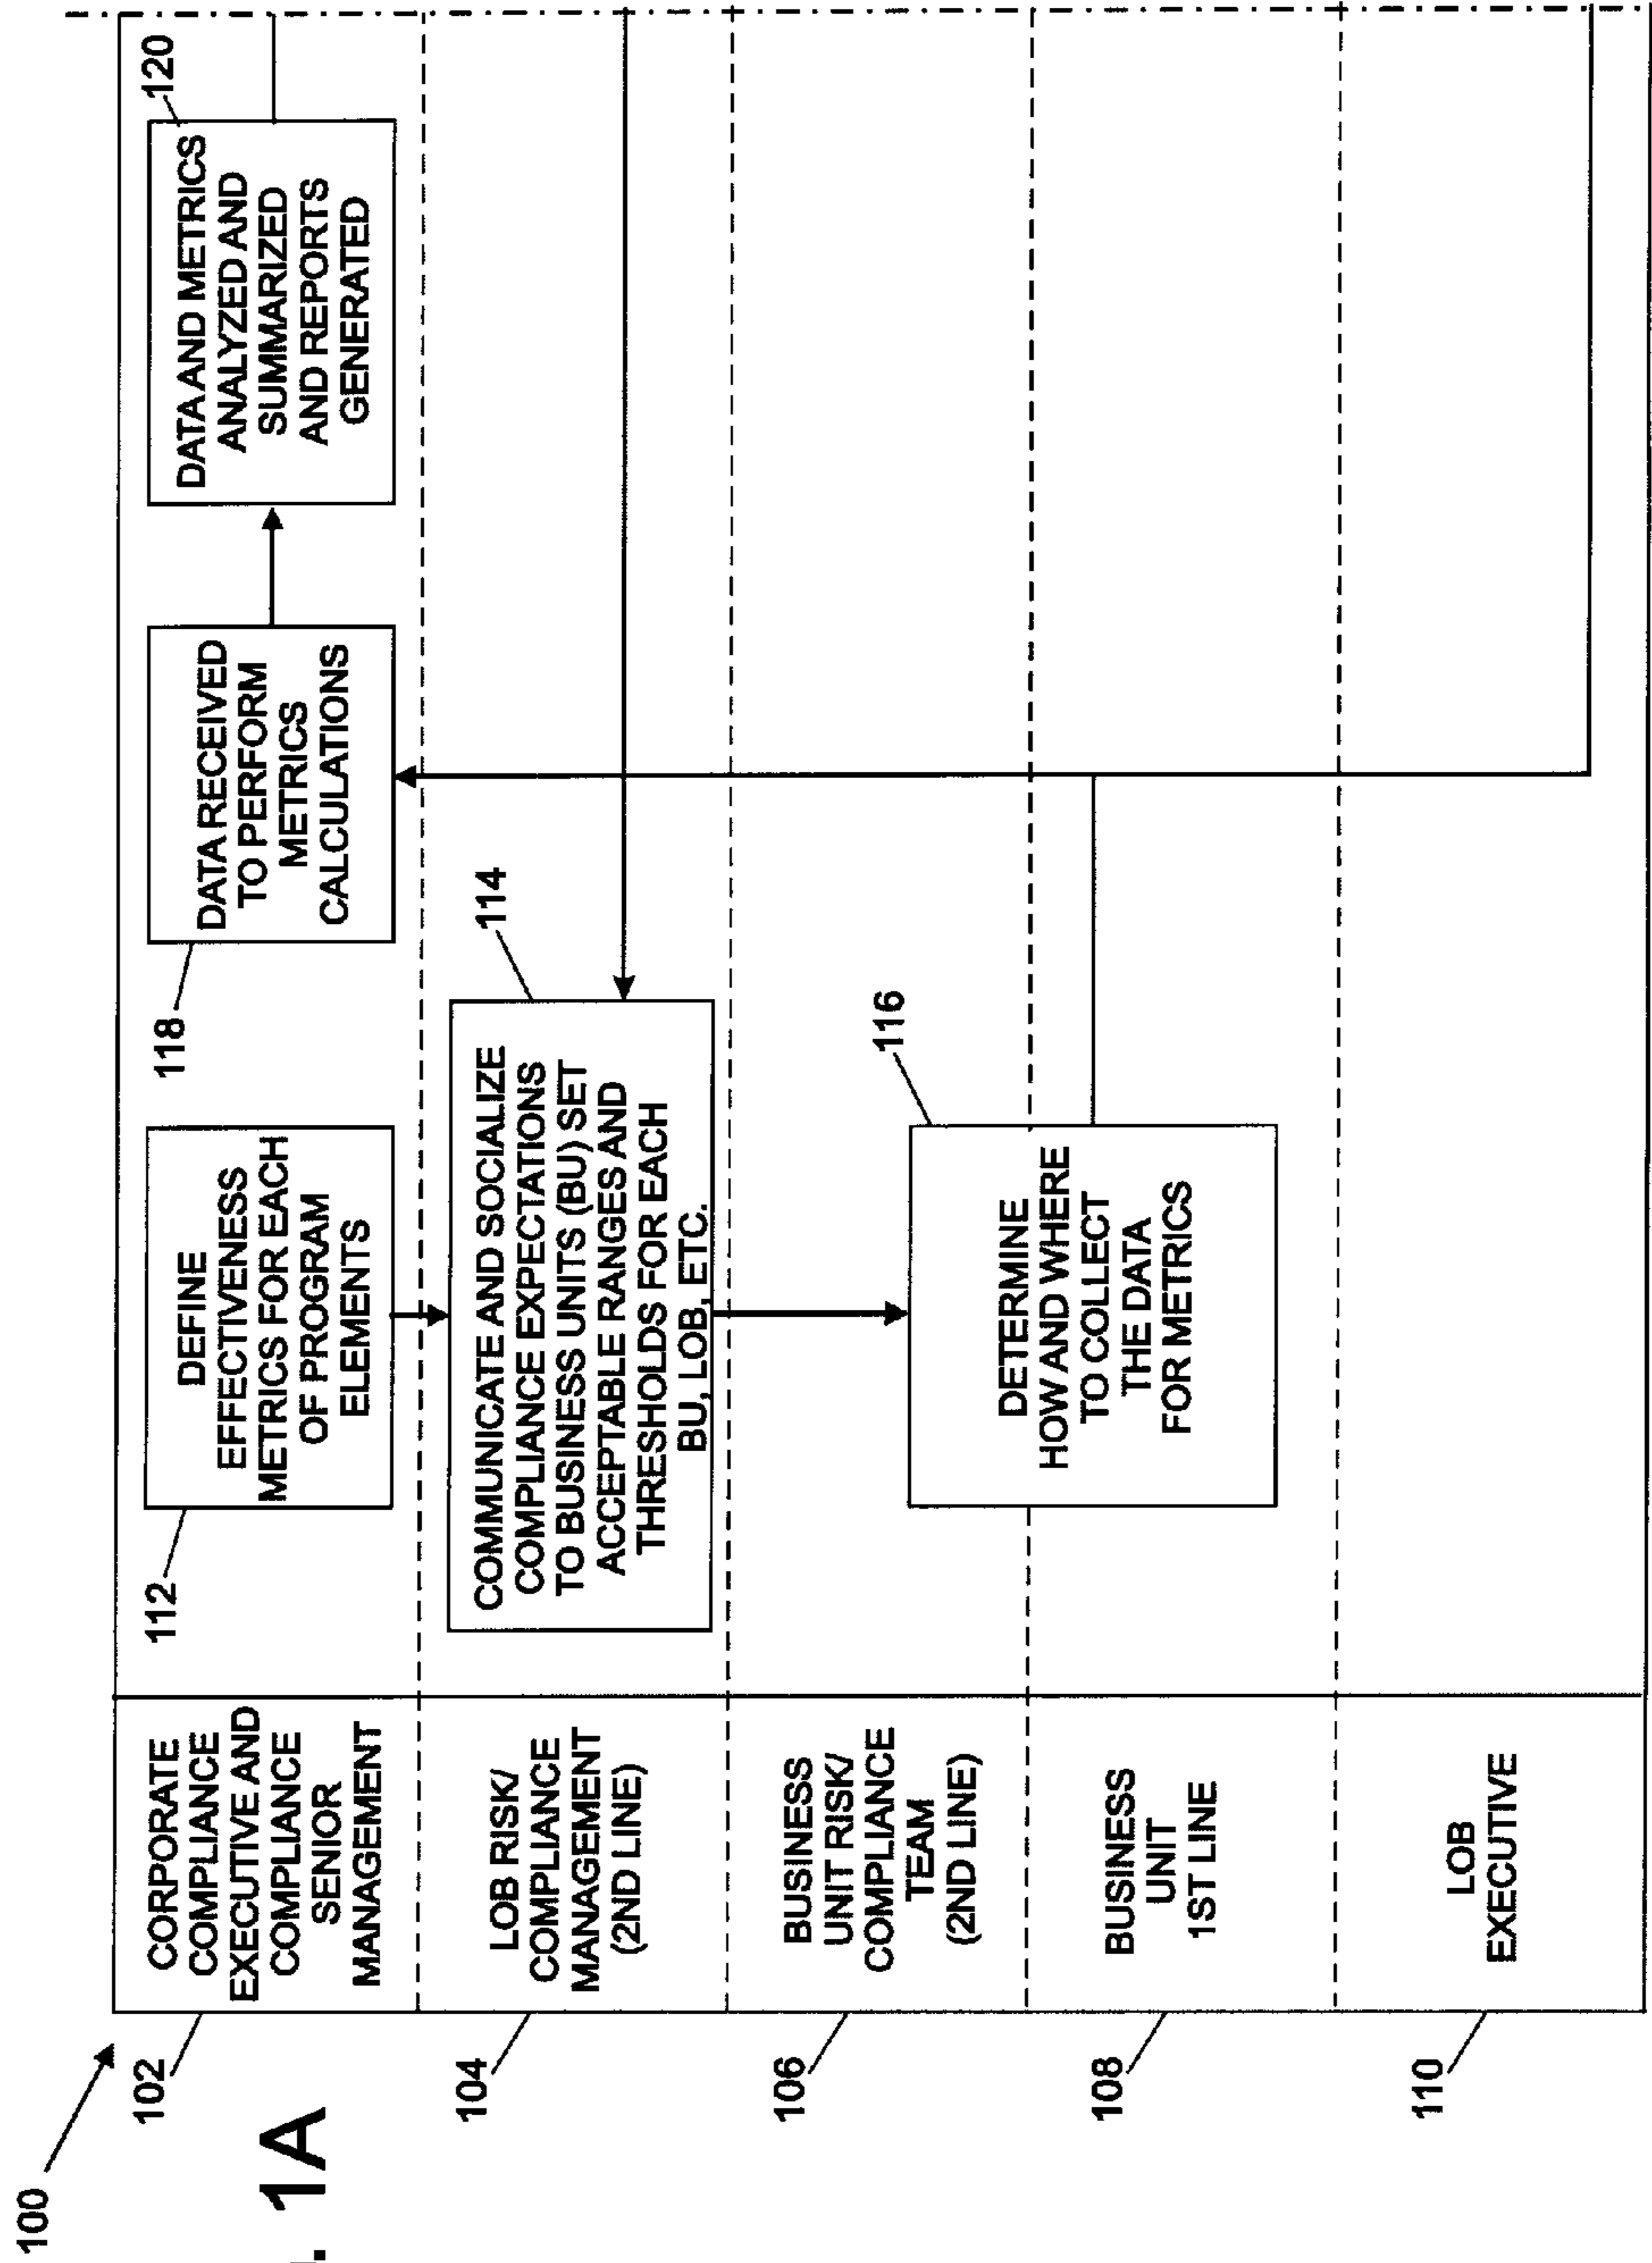 100
102
CORPORATE
COMPLIANCE
EXECUTIVE AND
COMPLIANCE
SENIOR
MANAGEMENT
112
DEFINE
EFFECTIVENESS
METRICS FOR EACH
OF PROGRAM
ELEMENTS
118
DATA RECEIVED
TO PERFORM
METRICS
CALCULATIONS
120
DATA AND METRICS
ANALYZED AND
SUMMARIZED
AND REPORTS
GENERATED
104
LOB RISK/
COMPLIANCE
MANAGEMENT
(2ND LINE)
114
COMMUNICATE AND SOCIALIZE
COMPLIANCE EXPECTATIONS
TO BUSINESS UNITS (BU) SET
ACCEPTABLE RANGES AND
THRESHOLDS FOR EACH
BU, LOB, ETC.
106
BUSINESS
UNIT RISK/
COMPLIANCE
TEAM
(2ND LINE)
116
DETERMINE
HOW AND WHERE
TO COLLECT
THE DATA
FOR METRICS
108
BUSINESS
UNIT
1ST LINE
110
LOB
EXECUTIVE
1A